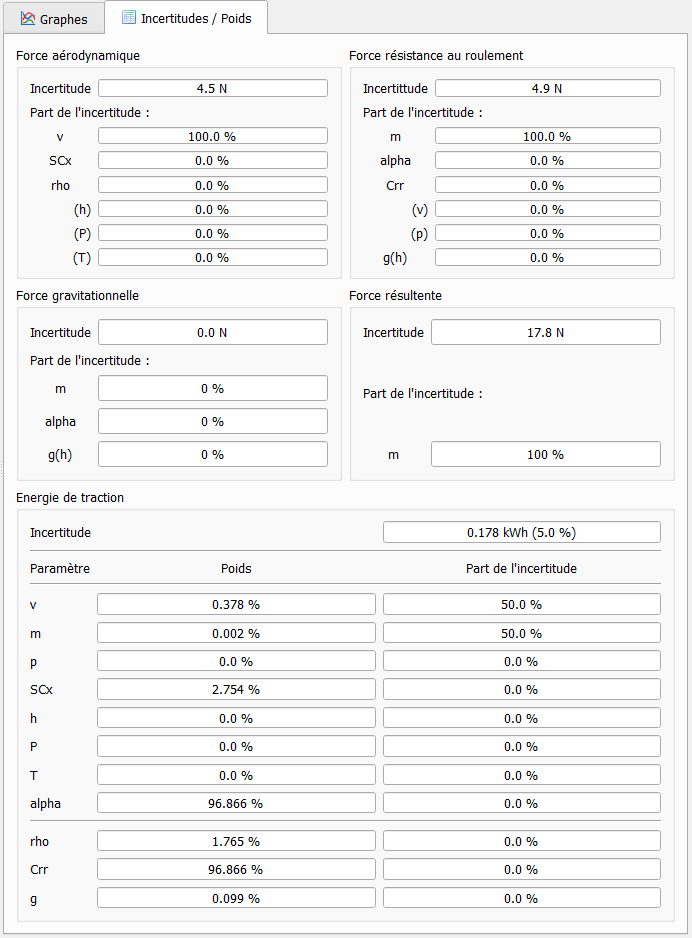 Graphes Incertitudes / Poids
Force aérodynamique
Incertitude 4.5 N
Part de l'incertitude :
v 100.0 %
SCx 0.0 %
rho 0.0 %
(h) 0.0 %
(P) 0.0 %
(T) 0.0 %
Force résistance au roulement
Incertittude 4.9 N
Part de l'incertitude :
m 100.0 %
alpha 0.0 %
Crr 0.0 %
(v) 0.0 %
(p) 0.0 %
g(h) 0.0 %
Force gravitationnelle
Incertitude 0.0 N
Part de l'incertitude :
m 0 %
alpha 0 %
g(h) 0 %
Force résultente
Incertitude 17.8 N
Part de l'incertitude :
m 100 %
Energie de traction
Incertitude 0.178 kWh (5.0 %)
Paramètre Poids Part de l'incertitude
v 0.378 % 50.0 %
m 0.002 % 50.0 %
p 0.0 % 0.0 %
SCx 2.754 % 0.0 %
h 0.0 % 0.0 %
P 0.0 % 0.0 %
T 0.0 % 0.0 %
alpha 96.866 % 0.0 %
rho 1.765 % 0.0 %
Crr 96.866 % 0.0 %
g 0.099 % 0.0 %